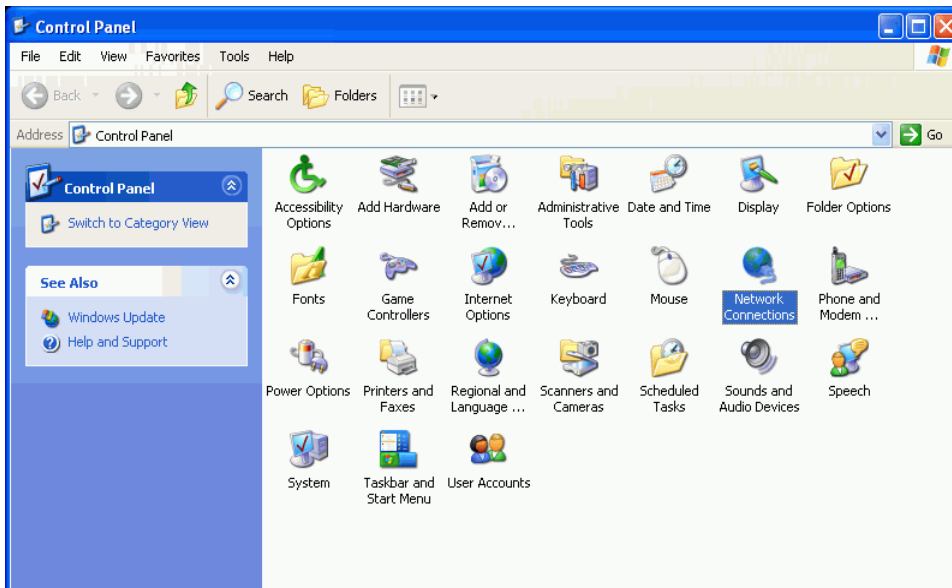 Control Panel
File Edit View Favorites Tools Help
Back Search Folders
Address Control Panel Go
Control Panel
Switch to Category View
See Also
Windows Update
Help and Support
Accessibility Options
Add Hardware
Add or Remov...
Administrative Tools
Date and Time
Display
Folder Options
Fonts
Game Controllers
Internet Options
Keyboard
Mouse
Network Connections
Phone and Modem ...
Power Options
Printers and Faxes
Regional and Language ...
Scanners and Cameras
Scheduled Tasks
Sounds and Audio Devices
Speech
System
Taskbar and Start Menu
User Accounts